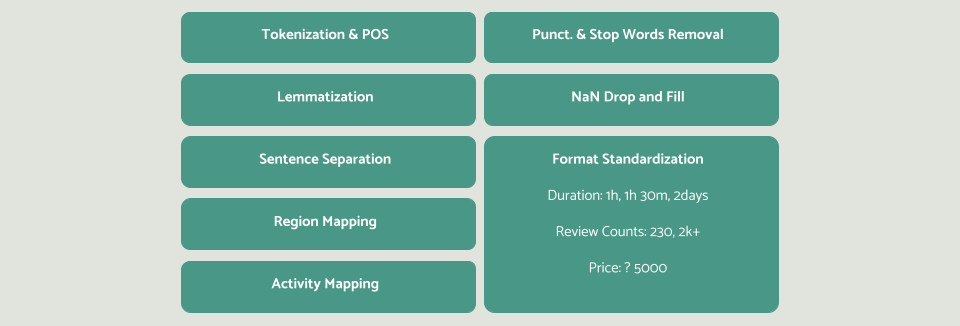 Tokenization & POS
Punct. & Stop Words Removal
Lemmatization
NaN Drop and Fill
Sentence Separation
Format Standardization
Duration: 1h, 1h 30m, 2days
Review Counts: 230, 2k+
Price: ? 5000
Region Mapping
Activity Mapping